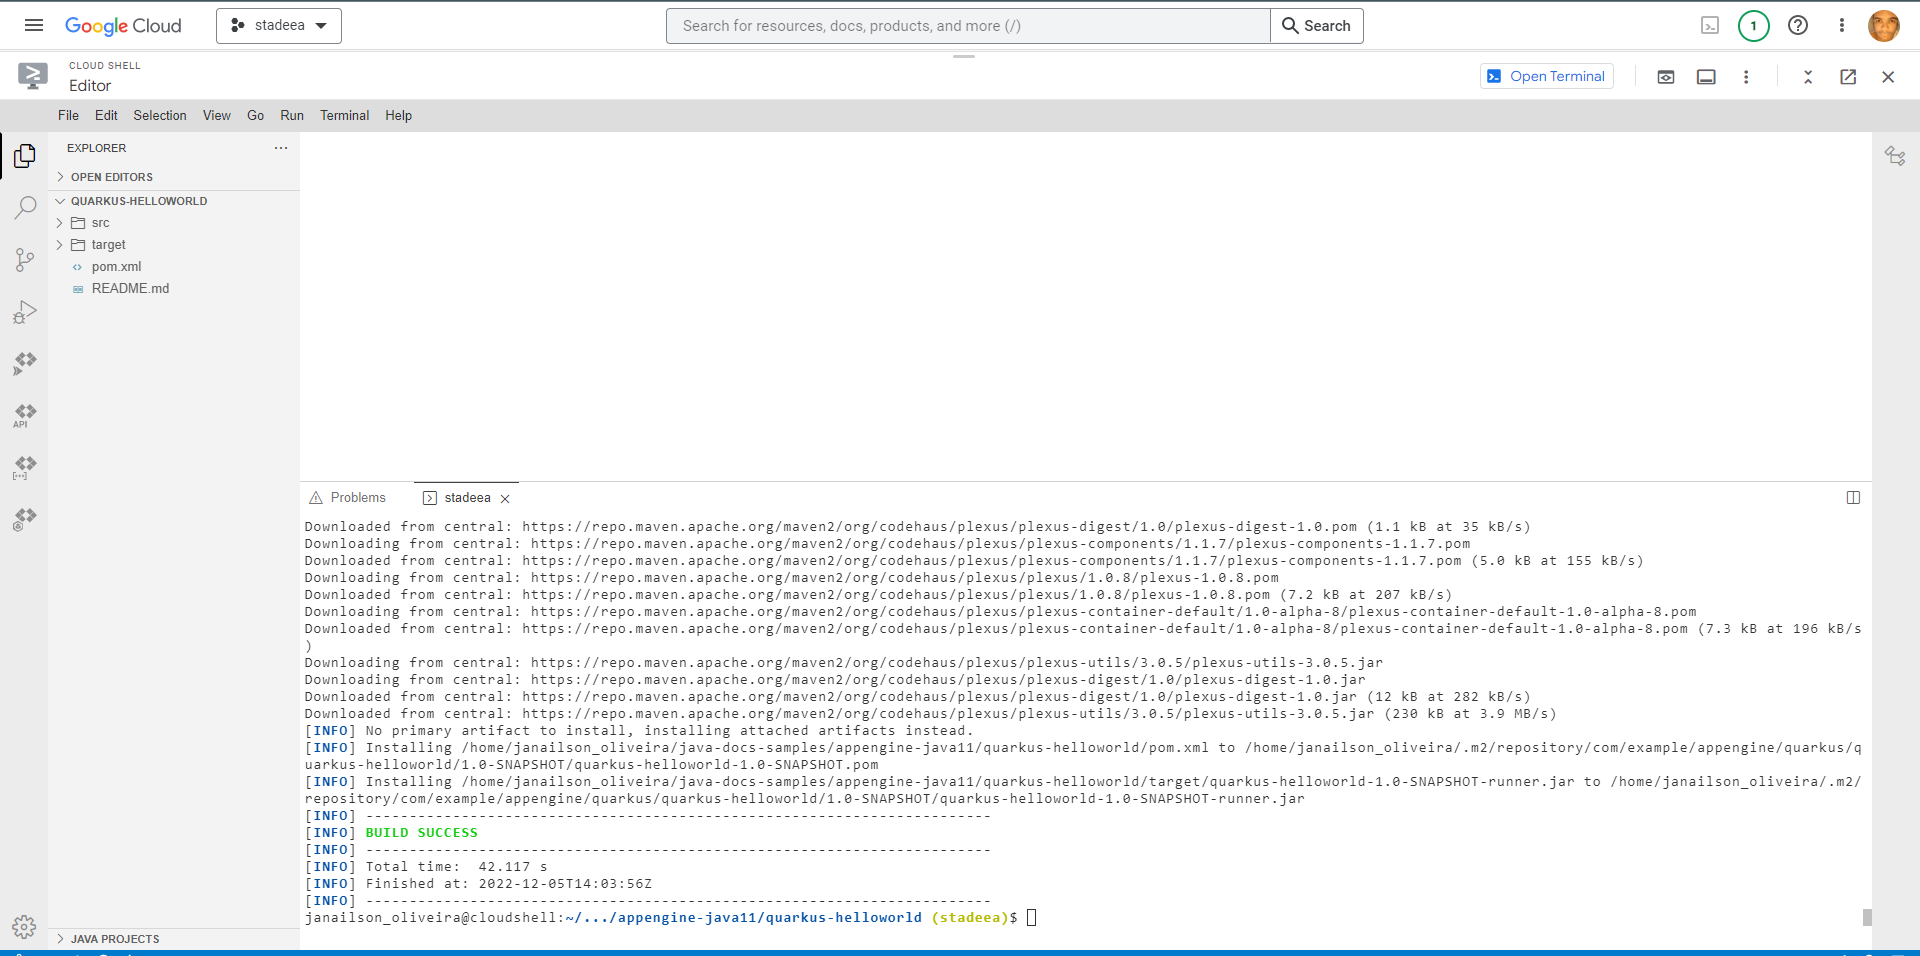 Google Cloud
stadeea
Search for resources, docs, products, and more (/)
Search
1
CLOUD SHELL
Editor
Open Terminal
File Edit Selection View Go Run Terminal Help
EXPLORER
OPEN EDITORS
QUARKUS-HELLOWORLD
src
target
pom.xml
README.md
API
Problems
stadeea
Downloaded from central: https://repo.maven.apache.org/maven2/org/codehaus/plexus/plexus-digest/1.0/plexus-digest-1.0.pom (1.1 kB at 35 kB/s)
Downloading from central: https://repo.maven.apache.org/maven2/org/codehaus/plexus/plexus-components/1.1.7/plexus-components-1.1.7.pom
Downloaded from central: https://repo.maven.apache.org/maven2/org/codehaus/plexus/plexus-components/1.1.7/plexus-components-1.1.7.pom (5.0 kB at 155 kB/s)
Downloading from central: https://repo.maven.apache.org/maven2/org/codehaus/plexus/plexus/1.0.8/plexus-1.0.8.pom
Downloaded from central: https://repo.maven.apache.org/maven2/org/codehaus/plexus/plexus/1.0.8/plexus-1.0.8.pom (7.2 kB at 207 kB/s)
Downloading from central: https://repo.maven.apache.org/maven2/org/codehaus/plexus/plexus-container-default/1.0-alpha-8/plexus-container-default-1.0-alpha-8.pom
Downloaded from central: https://repo.maven.apache.org/maven2/org/codehaus/plexus/plexus-container-default/1.0-alpha-8/plexus-container-default-1.0-alpha-8.pom (7.3 kB at 196 kB/s
)
Downloading from central: https://repo.maven.apache.org/maven2/org/codehaus/plexus/plexus-utils/3.0.5/plexus-utils-3.0.5.jar
Downloading from central: https://repo.maven.apache.org/maven2/org/codehaus/plexus/plexus-digest/1.0/plexus-digest-1.0.jar
Downloaded from central: https://repo.maven.apache.org/maven2/org/codehaus/plexus/plexus-digest/1.0/plexus-digest-1.0.jar (12 kB at 282 kB/s)
Downloaded from central: https://repo.maven.apache.org/maven2/org/codehaus/plexus/plexus-utils/3.0.5/plexus-utils-3.0.5.jar (230 kB at 3.9 MB/s)
[INFO] No primary artifact to install, installing attached artifacts instead.
[INFO] Installing /home/janailson_oliveira/java-docs-samples/appengine-java11/quarkus-helloworld/pom.xml to /home/janailson_oliveira/.m2/repository/com/example/appengine/quarkus/q
uarkus-helloworld/1.0-SNAPSHOT/quarkus-helloworld-1.0-SNAPSHOT.pom
[INFO] Installing /home/janailson_oliveira/java-docs-samples/appengine-java11/quarkus-helloworld/target/quarkus-helloworld-1.0-SNAPSHOT-runner.jar to /home/janailson_oliveira/.m2/
repository/com/example/appengine/quarkus/quarkus-helloworld/1.0-SNAPSHOT/quarkus-helloworld-1.0-SNAPSHOT-runner.jar
[INFO] ------------------------------------------------------------------------
[INFO] BUILD SUCCESS
[INFO] ------------------------------------------------------------------------
[INFO] Total time:  42.117 s
[INFO] Finished at: 2022-12-05T14:03:56Z
[INFO] ------------------------------------------------------------------------
janailson_oliveira@cloudshell:~/.../appengine-java11/quarkus-helloworld (stadeea)$
JAVA PROJECTS